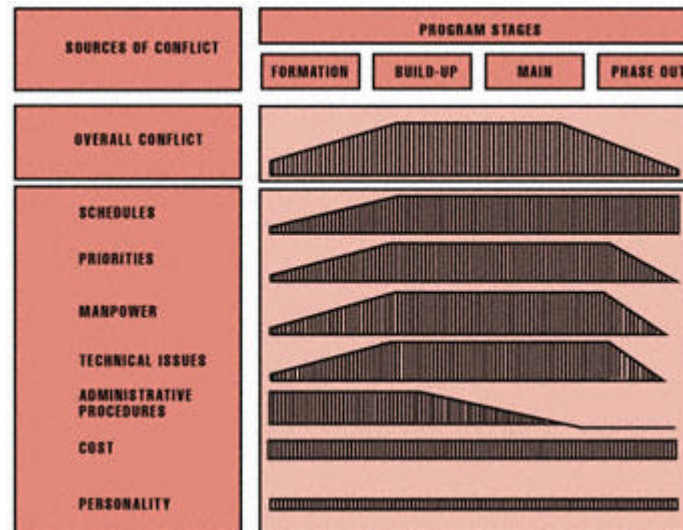 SOURCES OF CONFLICT
PROGRAM STAGES
FORMATION
BUILD-UP
MAIN
PHASE OUT
OVERALL CONFLICT
SCHEDULES
PRIORITIES
MANPOWER
TECHNICAL ISSUES
ADMINISTRATIVE
PROCEDURES
COST
PERSONALITY